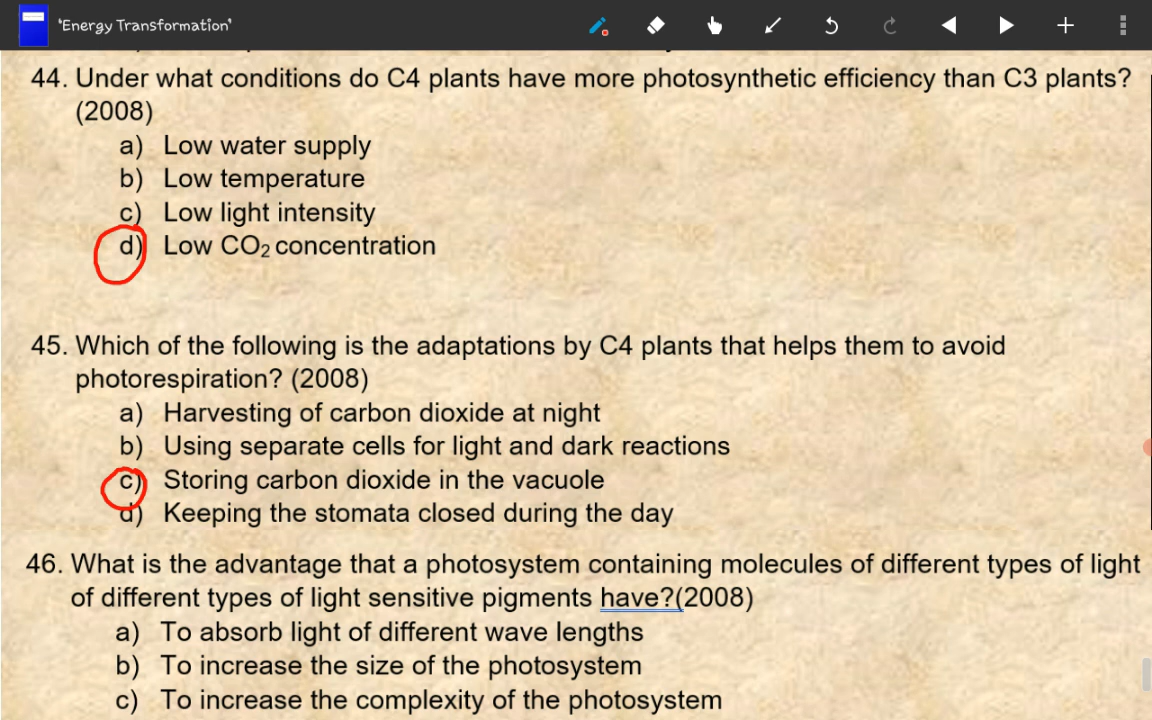 'Energy Transformation'
44. Under what conditions do C4 plants have more photosynthetic efficiency than C3 plants?
(2008)
a) Low water supply
b) Low temperature
c) Low light intensity
d) Low CO₂ concentration
45. Which of the following is the adaptations by C4 plants that helps them to avoid
photorespiration? (2008)
a) Harvesting of carbon dioxide at night
b) Using separate cells for light and dark reactions
c) Storing carbon dioxide in the vacuole
d) Keeping the stomata closed during the day
46. What is the advantage that a photosystem containing molecules of different types of light
of different types of light sensitive pigments have?(2008)
a) To absorb light of different wave lengths
b) To increase the size of the photosystem
c) To increase the complexity of the photosystem